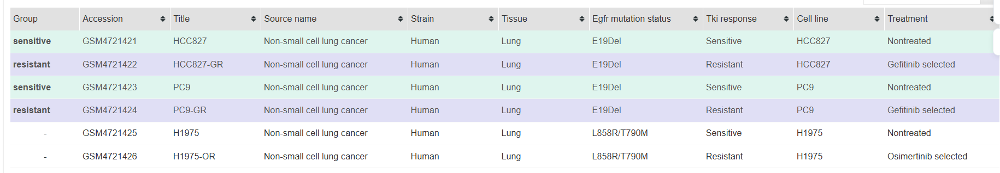 Group Accession Title Source name Strain Tissue Egfr mutation status Tki response Cell line Treatment
sensitive GSM4721421 HCC827 Non-small cell lung cancer Human Lung E19Del Sensitive HCC827 Nontreated
resistant GSM4721422 HCC827-GR Non-small cell lung cancer Human Lung E19Del Resistant HCC827 Gefitinib selected
sensitive GSM4721423 PC9 Non-small cell lung cancer Human Lung E19Del Sensitive PC9 Nontreated
resistant GSM4721424 PC9-GR Non-small cell lung cancer Human Lung E19Del Resistant PC9 Gefitinib selected
- GSM4721425 H1975 Non-small cell lung cancer Human Lung L858R/T790M Sensitive H1975 Nontreated
- GSM4721426 H1975-OR Non-small cell lung cancer Human Lung L858R/T790M Resistant H1975 Osimertinib selected